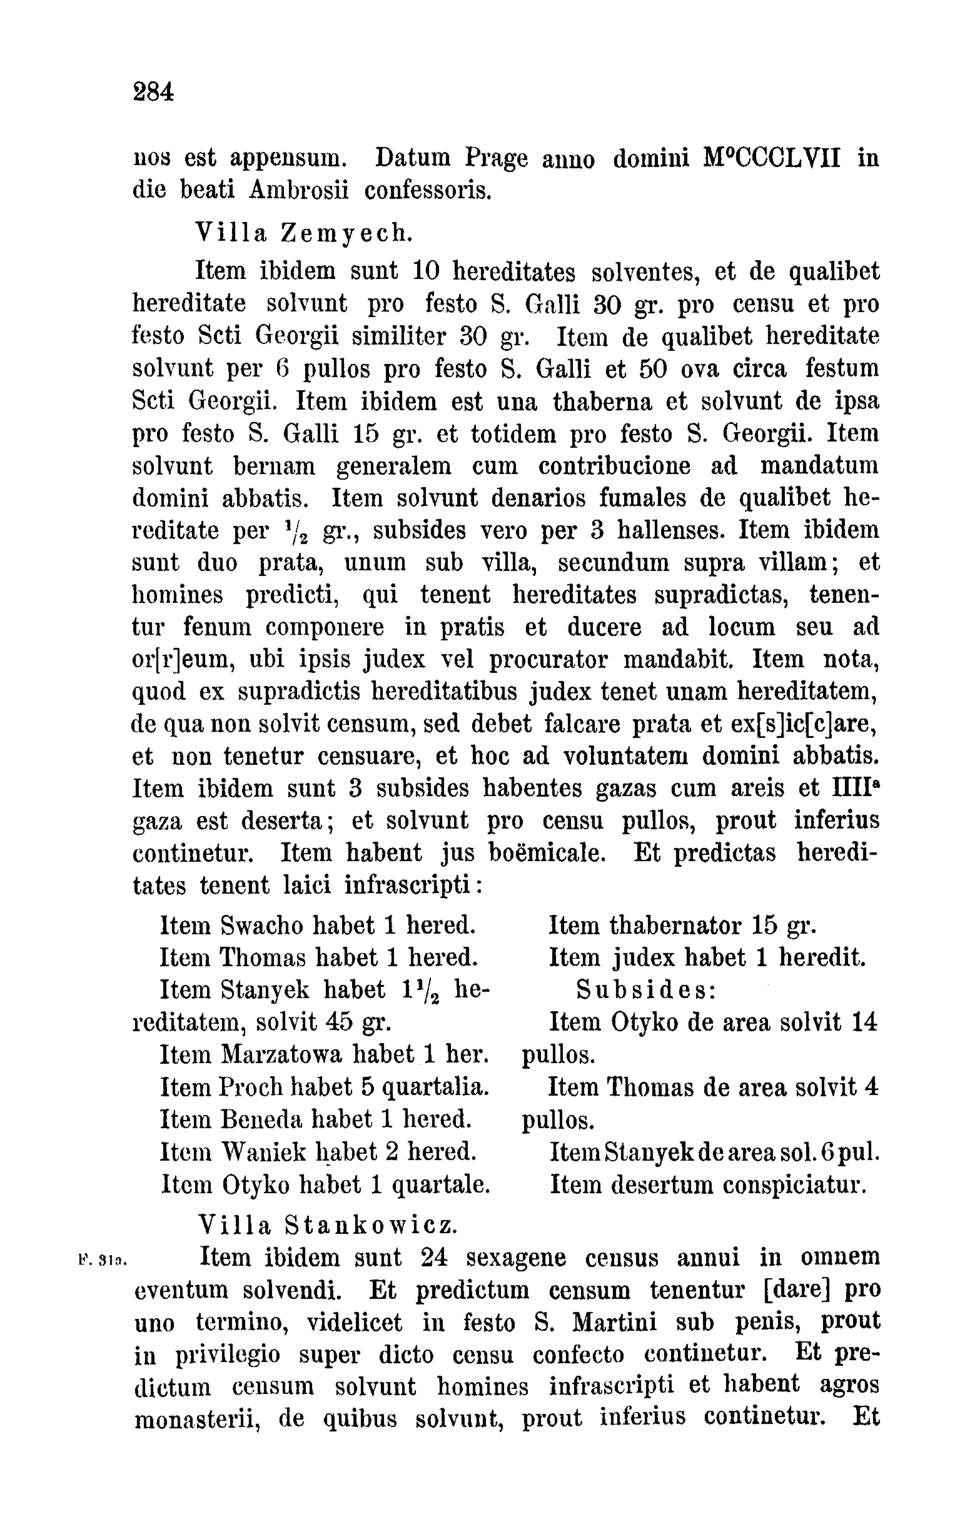 284
nos est appensum. Datum Prage anno domini M⁰CCCLVII in
die beati Ambrosii confessoris.
Villa Zemyech.
Item ibidem sunt 10 hereditates solventes, et de qualibet
hereditate solvunt pro festo S. Galli 30 gr. pro censu et pro
festo Scti Georgii similiter 30 gr. Item de qualibet hereditate
solvunt per 6 pullos pro festo S. Galli et 50 ova circa festum
Scti Georgii. Item ibidem est una thaberna et solvunt de ipsa
pro festo S. Galli 15 gr. et totidem pro festo S. Georgii. Item
solvunt bernam generalem cum contribucione ad mandatum
domini abbatis. Item solvunt denarios fumales de qualibet he-
reditate per ¹/₂ gr., subsides vero per 3 hallenses. Item ibidem
sunt duo prata, unum sub villa, secundum supra villam; et
homines predicti, qui tenent hereditates supradictas, tenen-
tur fenum componere in pratis et ducere ad locum seu ad
or[r]eum, ubi ipsis judex vel procurator mandabit. Item nota,
quod ex supradictis hereditatibus judex tenet unam hereditatem,
de qua non solvit censum, sed debet falcare prata et ex[s]ic[c]are,
et non tenetur censuare, et hoc ad voluntatem domini abbatis.
Item ibidem sunt 3 subsides habentes gazas cum areis et IIIIª
gaza est deserta; et solvunt pro censu pullos, prout inferius
continetur. Item habent jus boëmicale. Et predictas heredi-
tates tenent laici infrascripti:
Item Swacho habet 1 hered.
Item Thomas habet 1 hered.
Item Stanyek habet 1¹/₂ he-
reditatem, solvit 45 gr.
Item Marzatowa habet 1 her.
Item Proch habet 5 quartalia.
Item Beneda habet 1 hered.
Item Waniek habet 2 hered.
Item Otyko habet 1 quartale.
Item thabernator 15 gr.
Item judex habet 1 heredit.
Subsides:
Item Otyko de area solvit 14
pullos.
Item Thomas de area solvit 4
pullos.
Item Stanyek de area sol. 6 pul.
Item desertum conspiciatur.
Villa Stankowicz.
F. 31a. Item ibidem sunt 24 sexagene census annui in omnem
eventum solvendi. Et predictum censum tenentur [dare] pro
uno termino, videlicet in festo S. Martini sub penis, prout
in privilegio super dicto censu confecto continetur. Et pre-
dictum censum solvunt homines infrascripti et habent agros
monasterii, de quibus solvunt, prout inferius continetur. Et